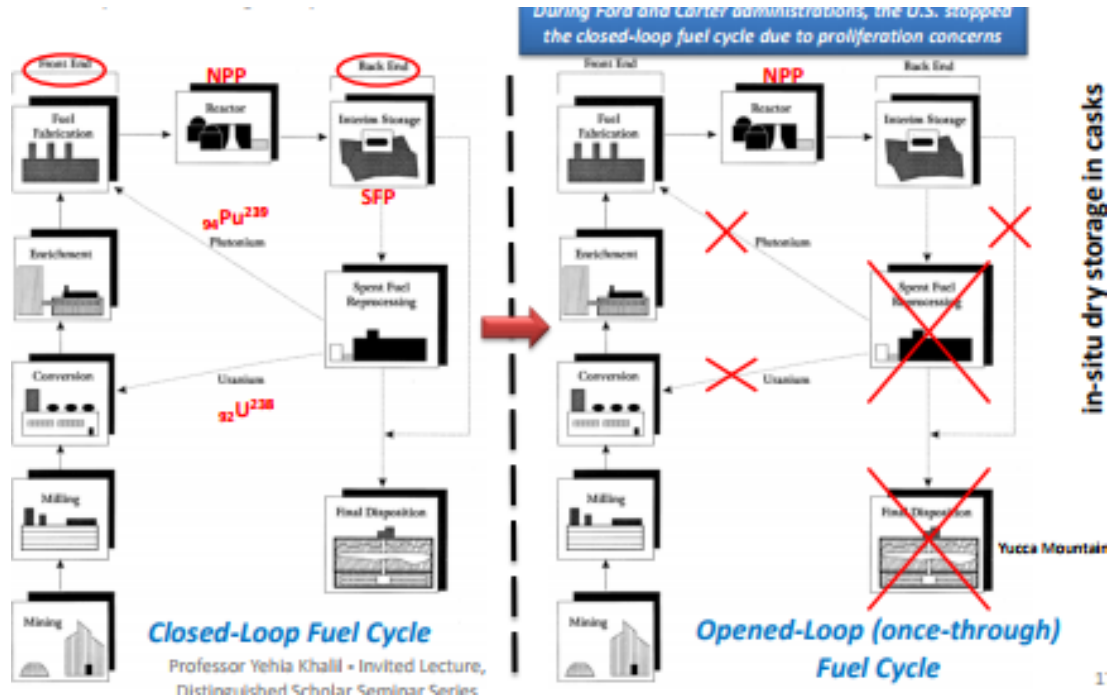 During Ford and Carter administrations, the U.S. stopped
the closed-loop fuel cycle due to proliferation concerns
Front End
NPP
Back End
Fuel
Fabrication
Reactor
Interim Storage
SFP
94Pu239
Plutonium
Enrichment
Spent Fuel
Reprocessing
Conversion
Uranium
92U238
Milling
Final Disposition
Mining
Closed-Loop Fuel Cycle
Professor Yehia Khalil - Invited Lecture,
Distinguished Scholar Seminar Series
Front End
NPP
Back End
Fuel
Fabrication
Reactor
Interim Storage
Plutonium
Enrichment
Spent Fuel
Reprocessing
Conversion
Uranium
Milling
Final Disposition
Yucca Mountain
Mining
Opened-Loop (once-through)
Fuel Cycle
in-situ dry storage in casks